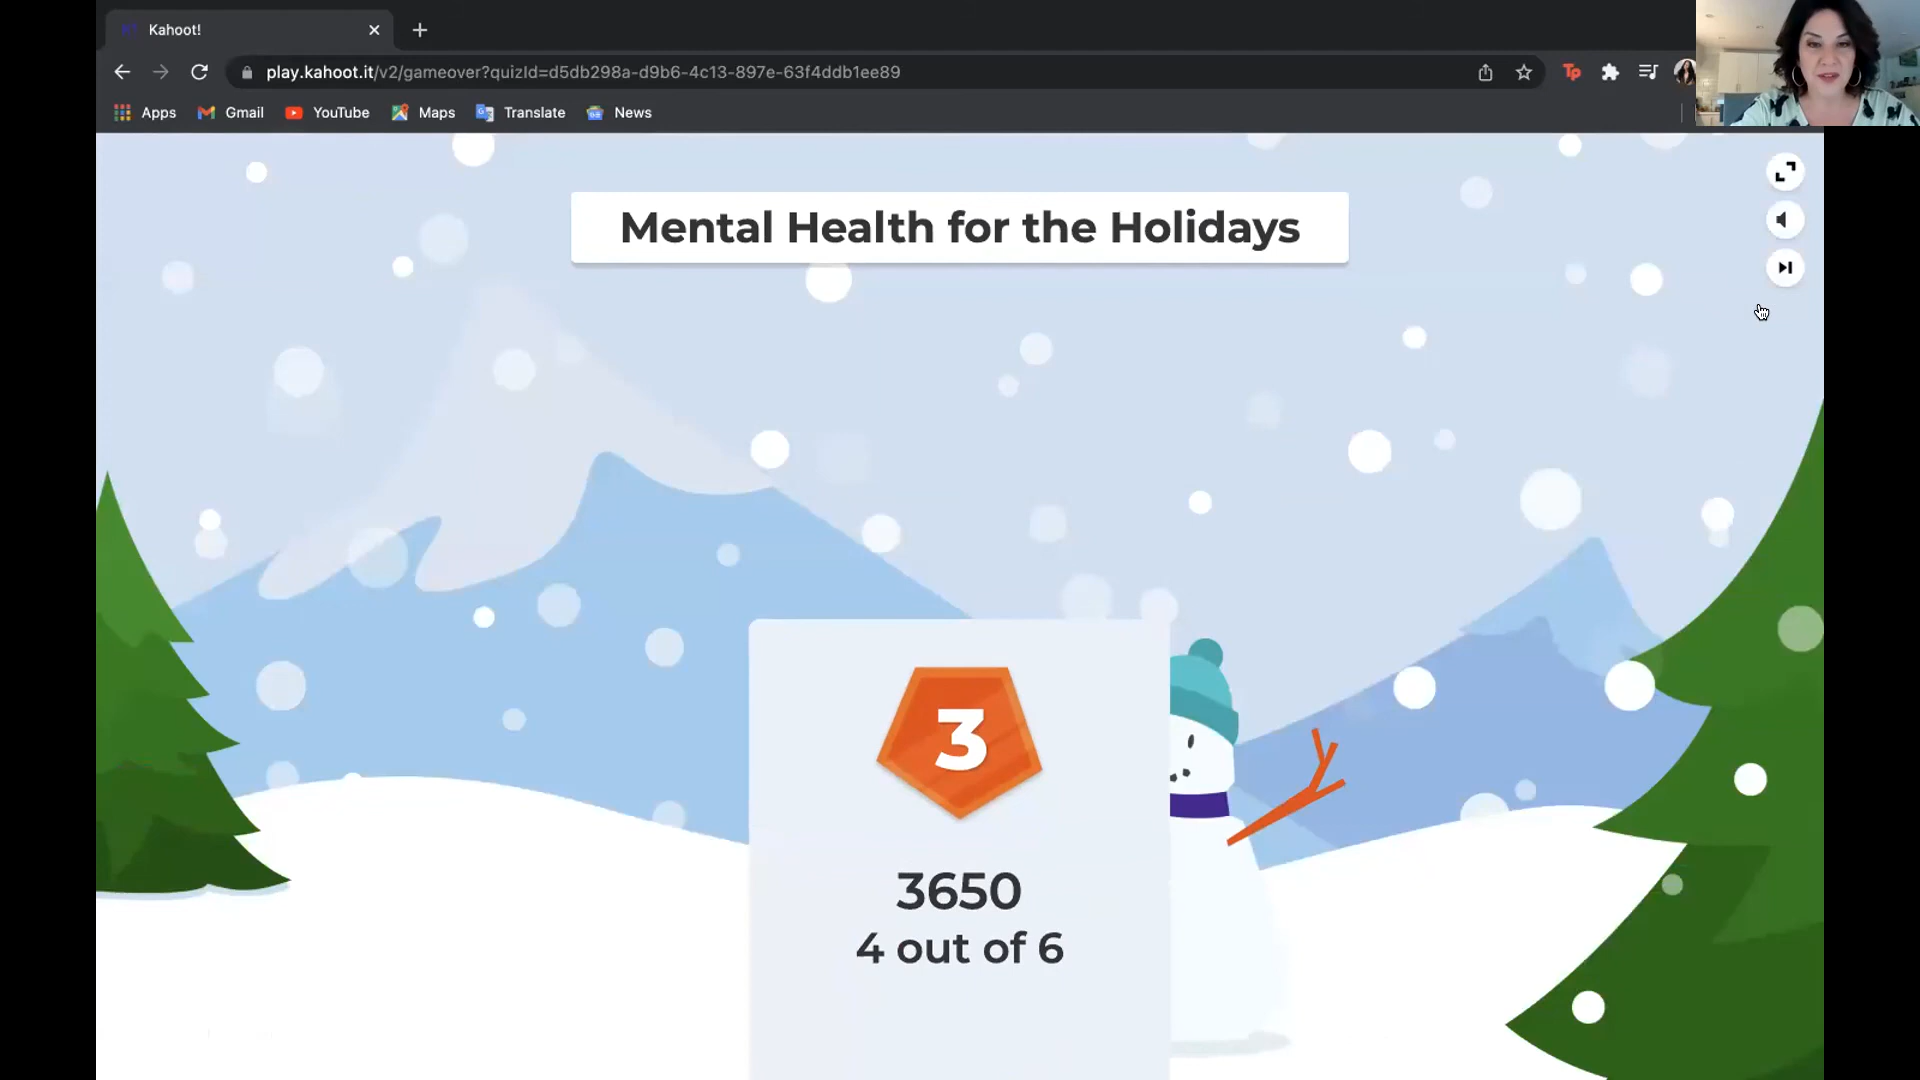 Kahoot!
play.kahoot.it/v2/gameover?quizId=d5db298a-d9b6-4c13-897e-63f4ddb1ee89
Tp
Apps Gmail YouTube Maps Translate News
Mental Health for the Holidays
3
3650
4 out of 6